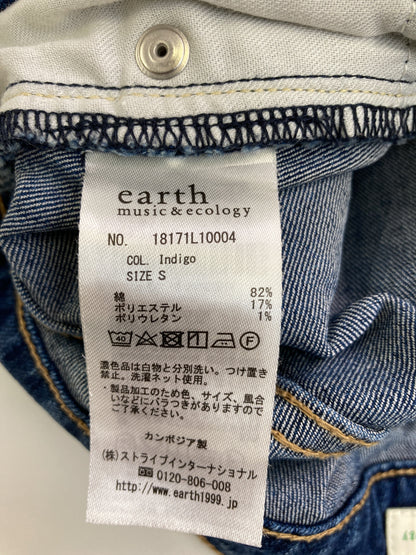 earth
music & ecology
NO. 18171L10004
COL. Indigo
SIZE S
綿 82%
ポリエステル 17%
ポリウレタン 1%
40
濃色品は白物と分別洗い。つけ置き
禁止。洗濯ネット使用。
・製品加工のため色、サイズ、風合
いなどにバラつきがありますので
ご了承下さい。
カンボジア製
(株)ストライプインターナショナル
0120-806-008
http://www.earth1999.jp/